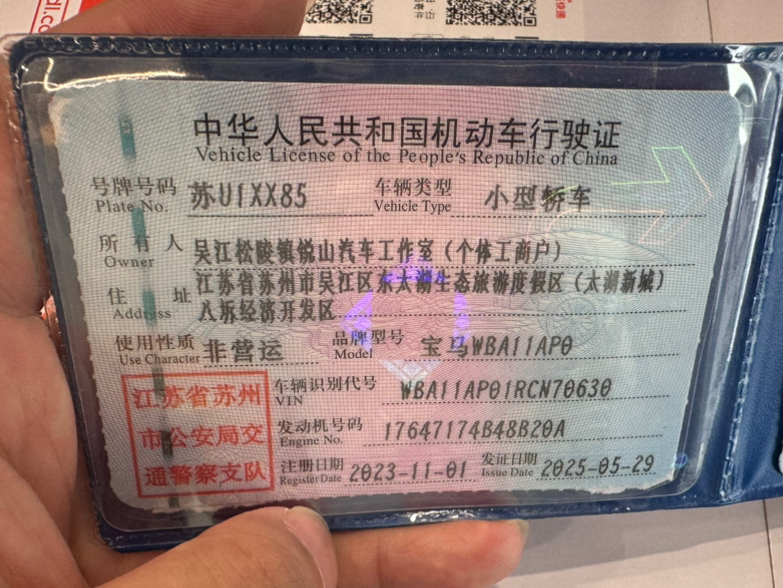 中华人民共和国机动车行驶证
Vehicle License of the People's Republic of China
号牌号码 苏U1XX85 车辆类型 小型轿车
Plate No. Vehicle Type
所有人 吴江松陵镇锐山汽车工作室（个体工商户）
Owner
住址 江苏省苏州市吴江区东太湖生态旅游度假区（太湖新城）
Address 八坼经济开发区
使用性质 非营运 品牌型号 宝马WBA11AP0
Use Character Model
江苏省苏州
市公安局交
通警察支队
车辆识别代号 WBA11AP01RCN70630
VIN
发动机号码 17647174B48B20A
Engine No.
注册日期 2023-11-01 发证日期 2025-05-29
Register Date Issue Date